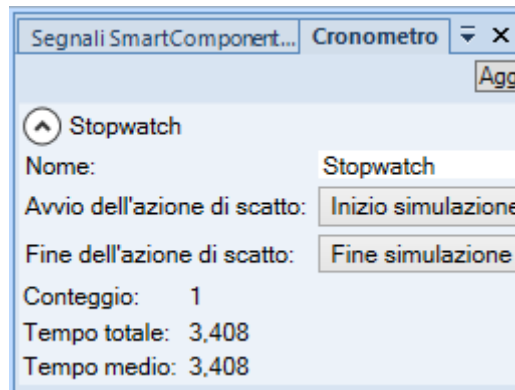 Segnali SmartComponent... Cronometro
Agg
Stopwatch
Nome: Stopwatch
Avvio dell'azione di scatto: Inizio simulazione
Fine dell'azione di scatto: Fine simulazione
Conteggio: 1
Tempo totale: 3,408
Tempo medio: 3,408